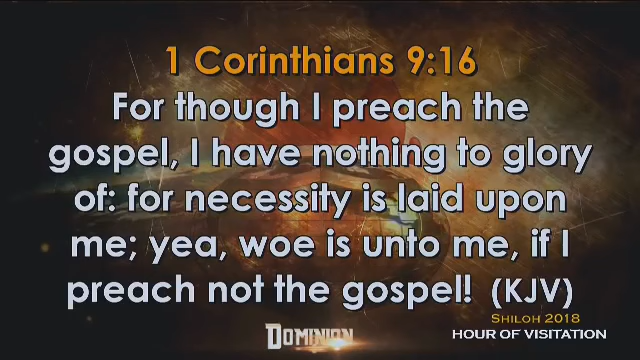 1 Corinthians 9:16
For though I preach the
gospel, I have nothing to glory
of: for necessity is laid upon
me; yea, woe is unto me, if I
preach not the gospel! (KJV)
Shiloh 2018
HOUR OF VISITATION
DOMINION